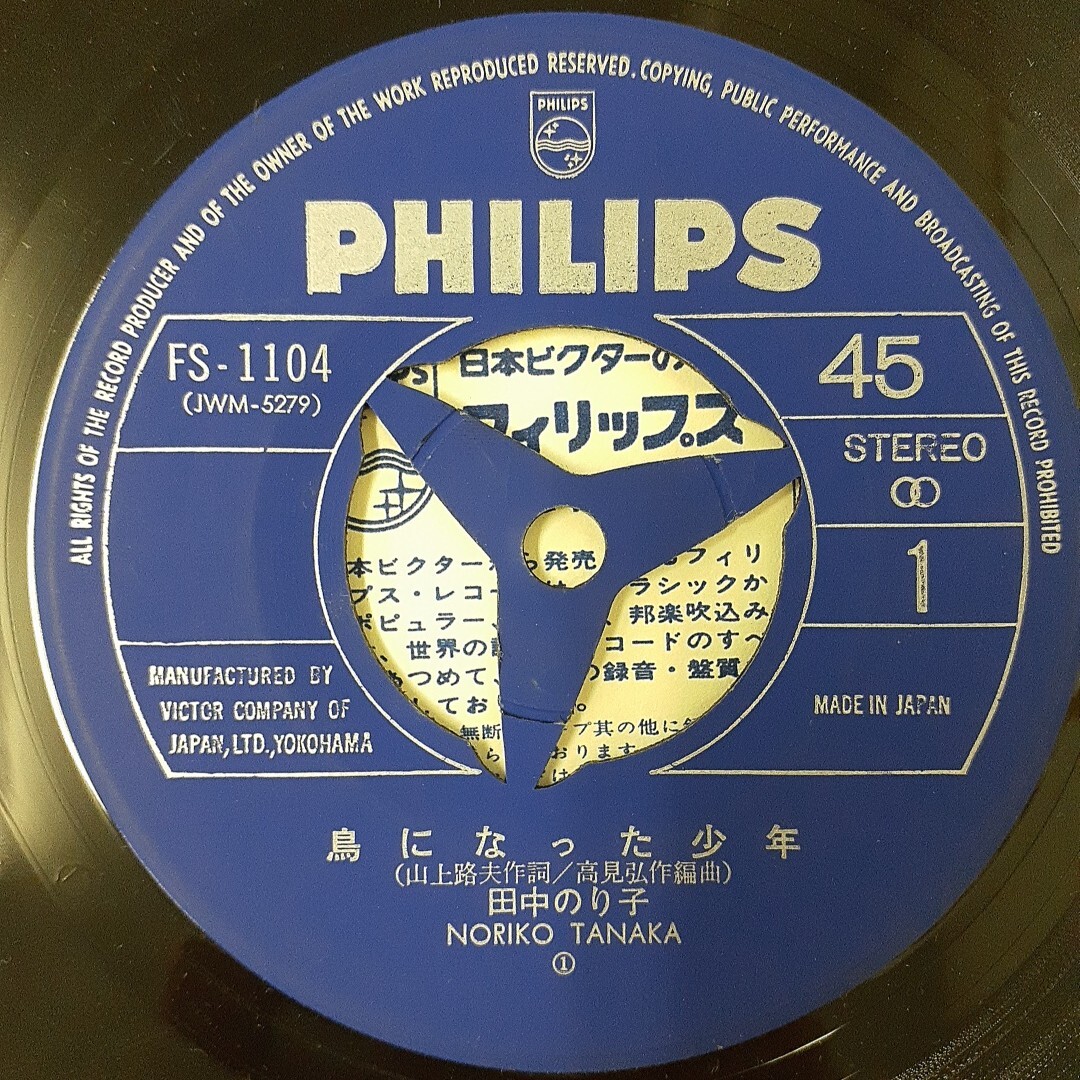 ALL RIGHTS OF THE RECORD PRODUCER AND OF THE OWNER OF THE WORK REPRODUCED RESERVED. COPYING, PUBLIC PERFORMANCE AND BROADCASTING OF THIS RECORD PROHIBITED
PHILIPS
PHILIPS
FS-1104
(JWM-5279)
45
STEREO
1
MANUFACTURED BY
VICTOR COMPANY OF
JAPAN, LTD., YOKOHAMA
MADE IN JAPAN
日本ビクターの
フィリップス
本ビクター 発売 フィリ
プス・レコ ラシックか
ポピュラー、 、邦楽吹込み
世界の コードのすべ
つめて、 の録音・盤質
してお 。
無断 プ其の他に
ら おります
は
鳥になった少年
(山上路夫作詞/高見弘作編曲)
田中のり子
NORIKO TANAKA
①